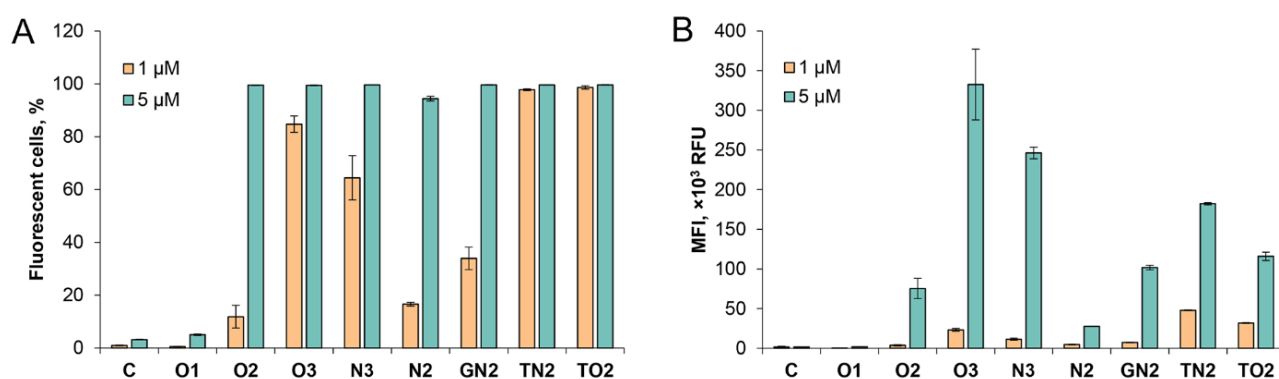 A
Fluorescent cells, %
120
100
80
60
40
20
0
1 µM
5 µM
C O1 O2 O3 N3 N2 GN2 TN2 TO2
B
MFI, ×10³ RFU
400
350
300
250
200
150
100
50
0
1 µM
5 µM
C O1 O2 O3 N3 N2 GN2 TN2 TO2